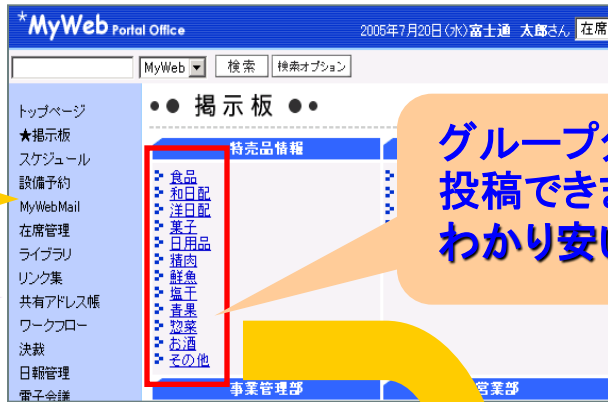 *MyWeb Portal Office
2005年7月20日(水)富士通 太郎さん 在席
MyWeb 検索 検索オプション
トップページ
★掲示板
スケジュール
設備予約
MyWebMail
在席管理
ライブラリ
リンク集
共有アドレス帳
ワークフロー
決裁
日報管理
電子会議
●● 掲示板 ●●
特売品情報
食品
和日配
洋日配
菓子
日用品
精肉
鮮魚
塩干
青果
惣菜
お酒
その他
グループ
投稿でき
わかり安い
事業管理部
営業部